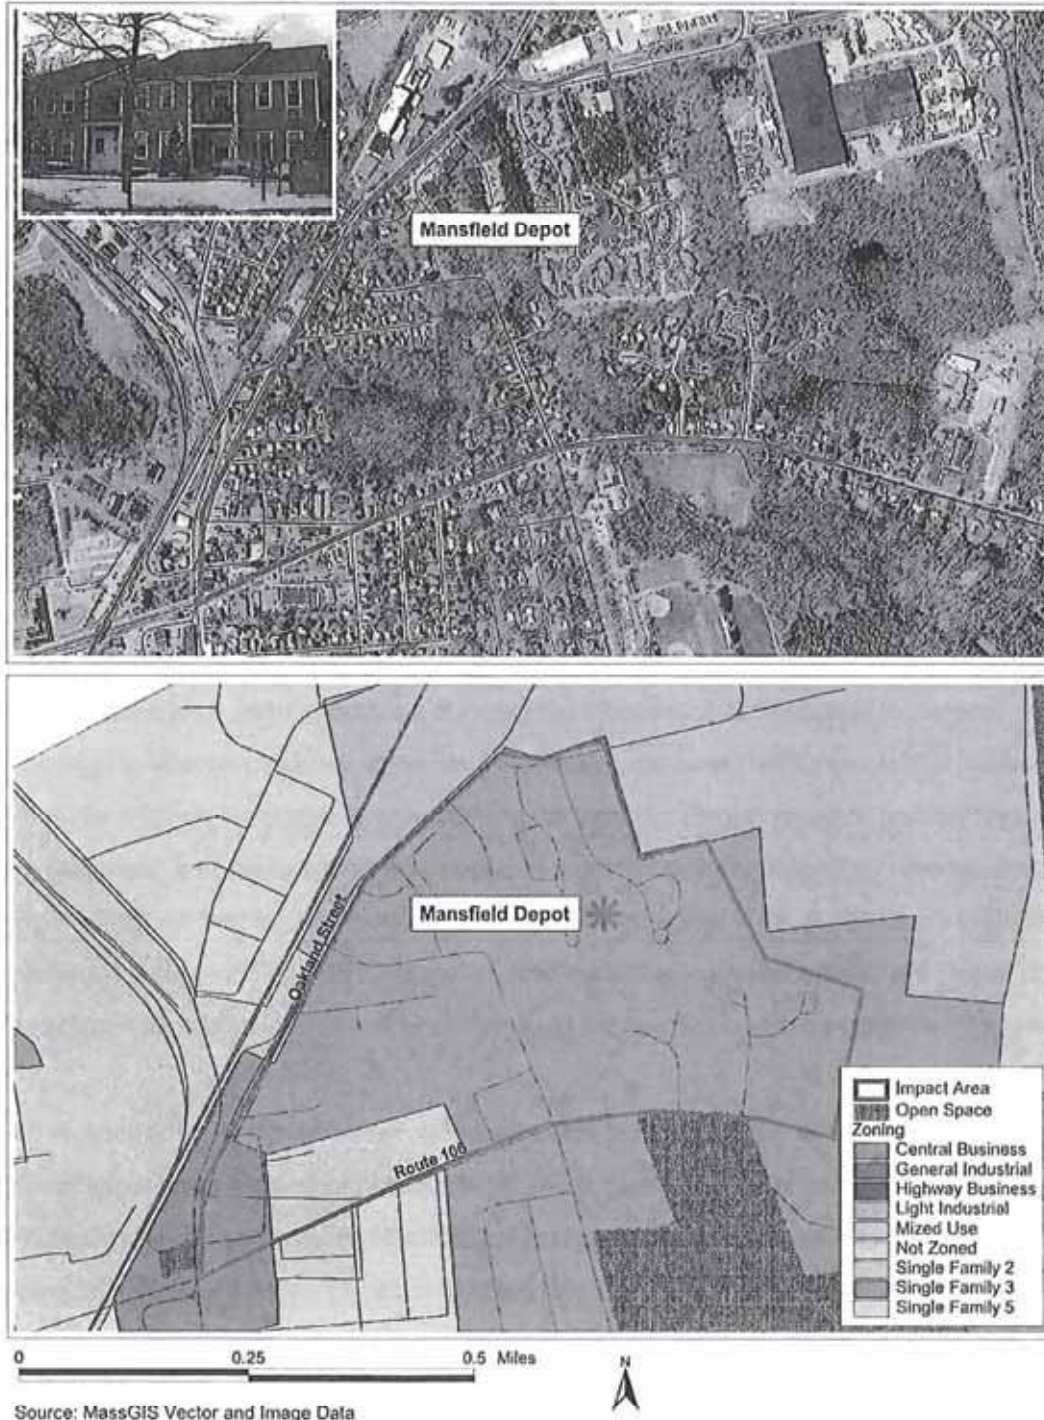 Mansfield Depot
Oakland Street
Mansfield Depot
Route 106
Impact Area
Open Space
Zoning
Central Business
General Industrial
Highway Business
Light Industrial
Mized Use
Not Zoned
Single Family 2
Single Family 3
Single Family 5
0 0.25 0.5 Miles
N
Source: MassGIS Vector and Image Data